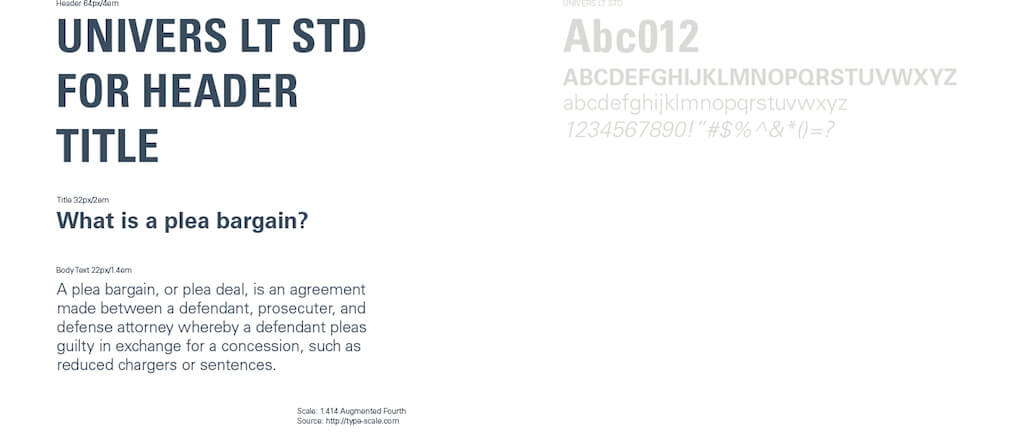 Header 64px/4em
UNIVERS LT STD
FOR HEADER
TITLE
Title 32px/2em
What is a plea bargain?
Body Text 22px/1.4em
A plea bargain, or plea deal, is an agreement
made between a defendant, prosecuter, and
defense attorney whereby a defendant pleas
guilty in exchange for a concession, such as
reduced chargers or sentences.
Scale: 1.414 Augmented Fourth
Source: http://type-scale.com
UNIVERS LT STD
Abc012
ABCDEFGHIJKLMNOPQRSTUVWXYZ
abcdefghijklmnopqrstuvwxyz
1234567890!”#$%^&*()=?